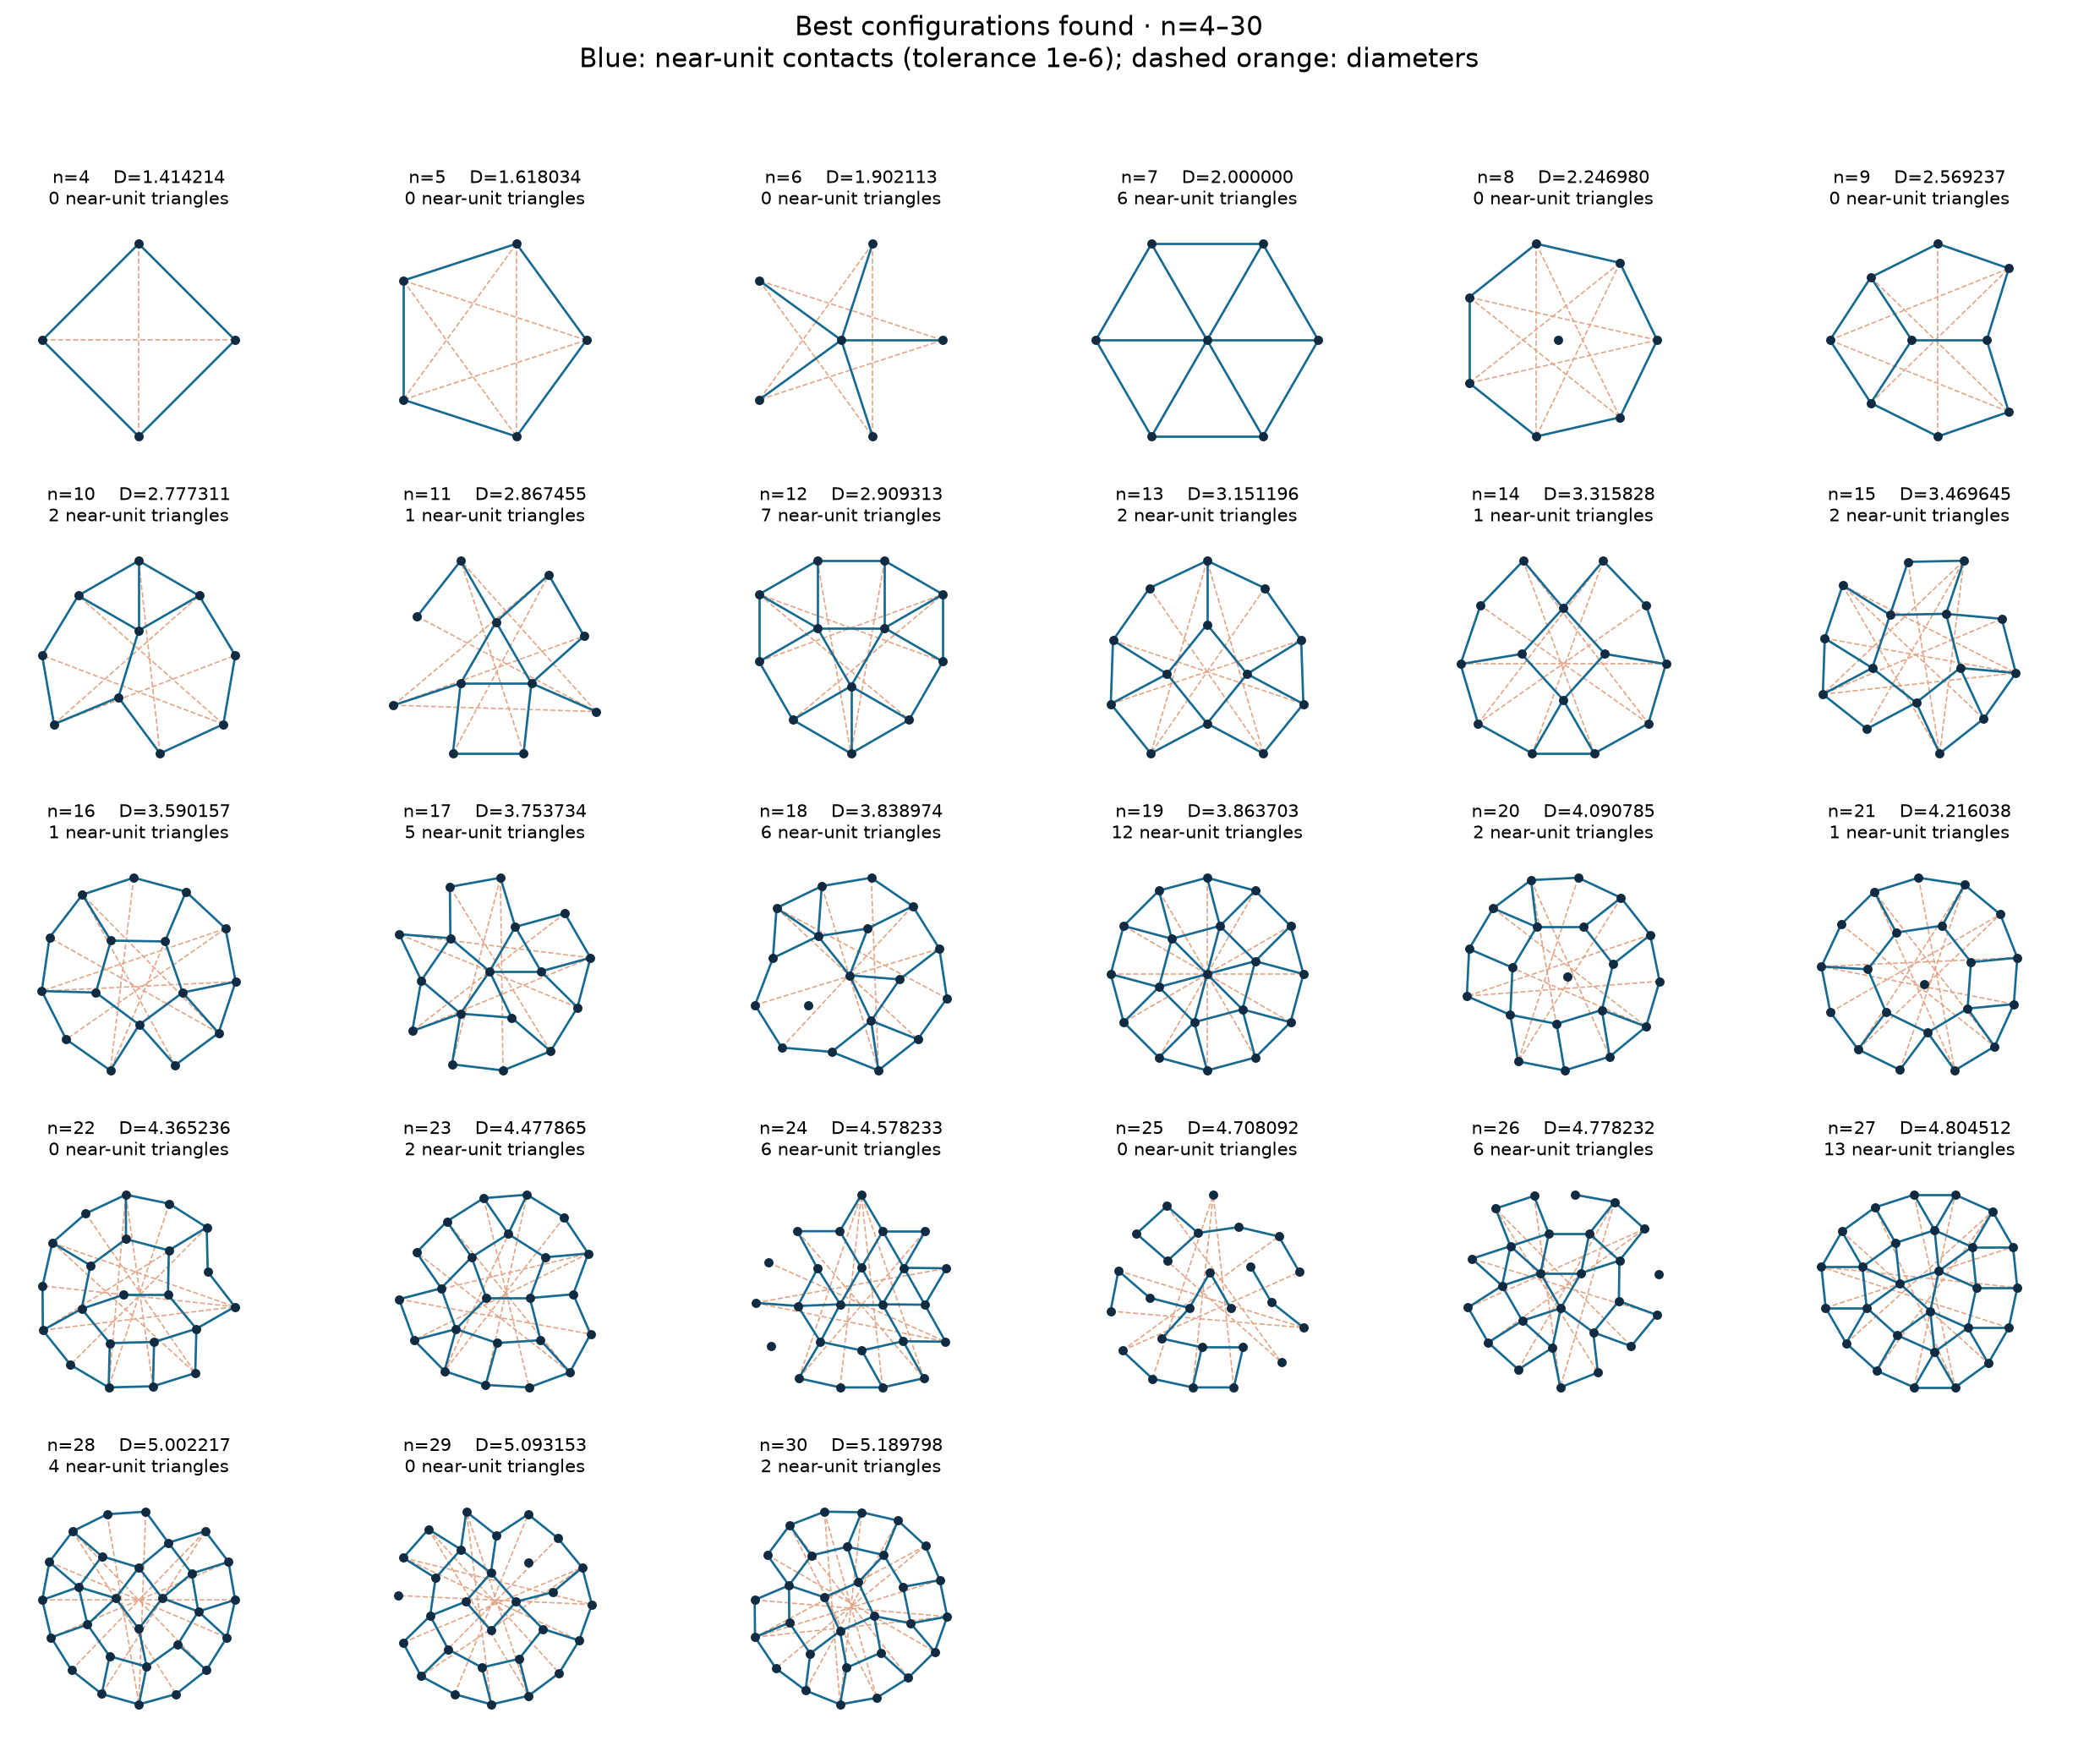 Best configurations found · n=4–30
Blue: near-unit contacts (tolerance 1e-6); dashed orange: diameters
n=4 D=1.414214
0 near-unit triangles
n=5 D=1.618034
0 near-unit triangles
n=6 D=1.902113
0 near-unit triangles
n=7 D=2.000000
6 near-unit triangles
n=8 D=2.246980
0 near-unit triangles
n=9 D=2.569237
0 near-unit triangles
n=10 D=2.777311
2 near-unit triangles
n=11 D=2.867455
1 near-unit triangles
n=12 D=2.909313
7 near-unit triangles
n=13 D=3.151196
2 near-unit triangles
n=14 D=3.315828
1 near-unit triangles
n=15 D=3.469645
2 near-unit triangles
n=16 D=3.590157
1 near-unit triangles
n=17 D=3.753734
5 near-unit triangles
n=18 D=3.838974
6 near-unit triangles
n=19 D=3.863703
12 near-unit triangles
n=20 D=4.090785
2 near-unit triangles
n=21 D=4.216038
1 near-unit triangles
n=22 D=4.365236
0 near-unit triangles
n=23 D=4.477865
2 near-unit triangles
n=24 D=4.578233
6 near-unit triangles
n=25 D=4.708092
0 near-unit triangles
n=26 D=4.778232
6 near-unit triangles
n=27 D=4.804512
13 near-unit triangles
n=28 D=5.002217
4 near-unit triangles
n=29 D=5.093153
0 near-unit triangles
n=30 D=5.189798
2 near-unit triangles